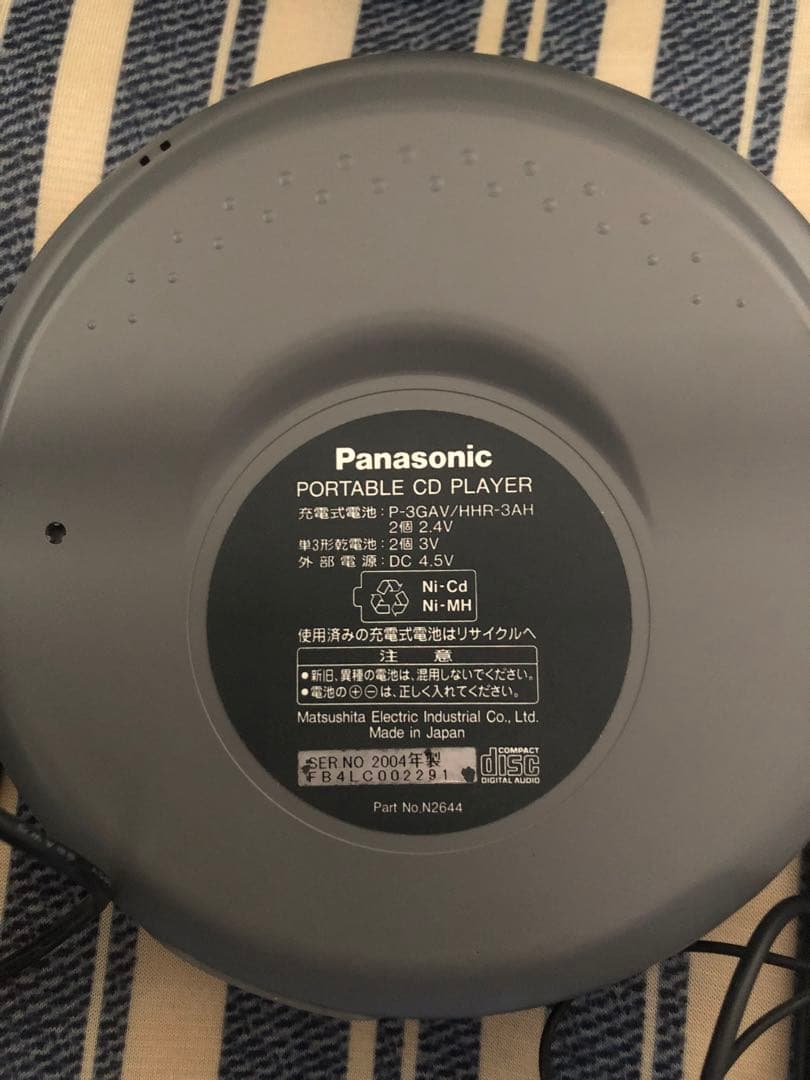 Panasonic
PORTABLE CD PLAYER
充電式電池：P-3GAV/HHR-3AH
2個 2.4V
単3形乾電池：2個 3V
外部電源：DC 4.5V
Ni-Cd
Ni-MH
使用済みの充電式電池はリサイクルへ
注意
●新旧、異種の電池は、混用しないでください。
●電池の⊕⊖は、正しく入れてください。
Matsushita Electric Industrial Co., Ltd.
Made in Japan
SER NO 2004年製
FB4LC002291
COMPACT
disc
DIGITAL AUDIO
Part No.N2644